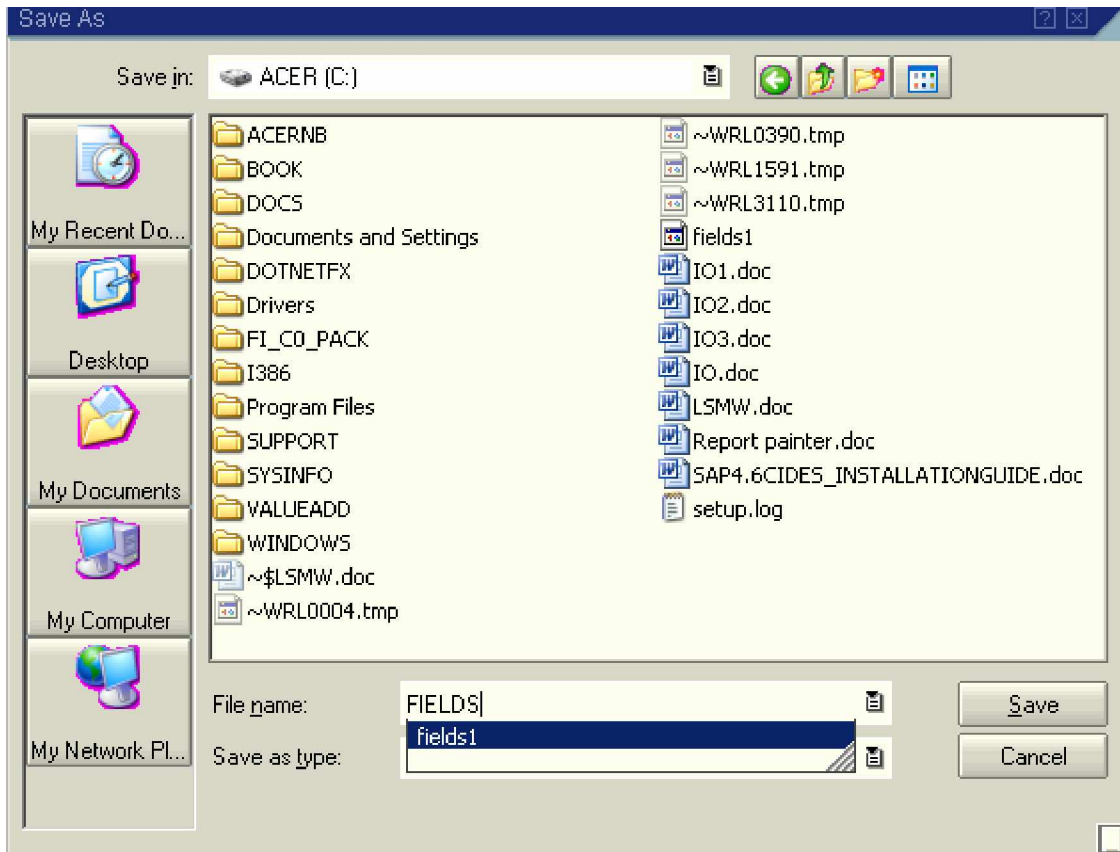 Save As
Save in: ACER (C:)
My Recent Do...
Desktop
My Documents
My Computer
My Network Pl...
ACERNB
BOOK
DOCS
Documents and Settings
DOTNETFX
Drivers
FI_C0_PACK
I386
Program Files
SUPPORT
SYSINFO
VALUEADD
WINDOWS
~$LSMW.doc
~WRL0004.tmp
~WRL0390.tmp
~WRL1591.tmp
~WRL3110.tmp
fields1
IO1.doc
IO2.doc
IO3.doc
IO.doc
LSMW.doc
Report painter.doc
SAP4.6CIDES_INSTALLATIONGUIDE.doc
setup.log
File name: FIELDS
fields1
Save as type:
Save
Cancel